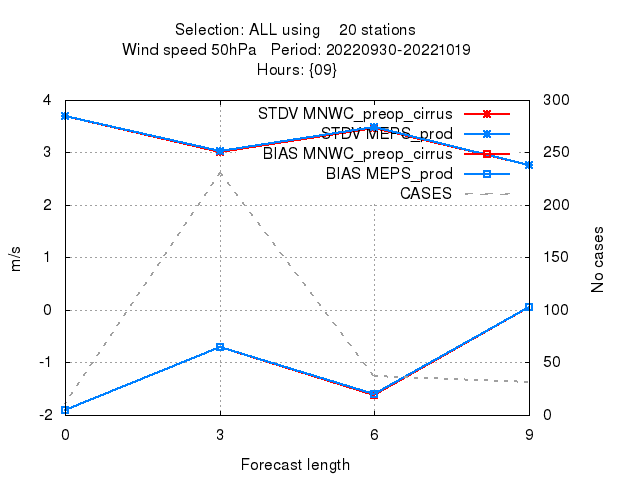 Selection: ALL using    20 stations
Wind speed 50hPa   Period: 20220930-20221019
Hours: {09}
4
3
2
1
0
-1
-2
m/s
STDV MNWC_preop_cirrus
STDV MEPS_prod
BIAS MNWC_preop_cirrus
BIAS MEPS_prod
CASES
300
250
200
150
100
50
0
No cases
0 3 6 9
Forecast length